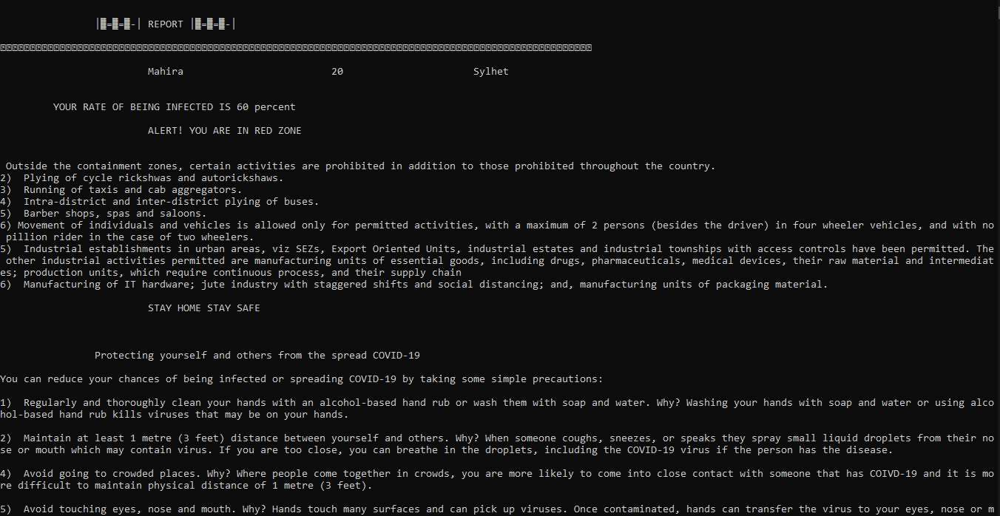 |▓=▓=▓-| REPORT |▓=▓=▓-|
Mahira 20 Sylhet
YOUR RATE OF BEING INFECTED IS 60 percent
ALERT! YOU ARE IN RED ZONE
Outside the containment zones, certain activities are prohibited in addition to those prohibited throughout the country.
2) Plying of cycle rickshwas and autorickshaws.
3) Running of taxis and cab aggregators.
4) Intra-district and inter-district plying of buses.
5) Barber shops, spas and saloons.
6) Movement of individuals and vehicles is allowed only for permitted activities, with a maximum of 2 persons (besides the driver) in four wheeler vehicles, and with no
pillion rider in the case of two wheelers.
5) Industrial establishments in urban areas, viz SEZs, Export Oriented Units, industrial estates and industrial townships with access controls have been permitted. The
other industrial activities permitted are manufacturing units of essential goods, including drugs, pharmaceuticals, medical devices, their raw material and intermediat
es; production units, which require continuous process, and their supply chain
6) Manufacturing of IT hardware; jute industry with staggered shifts and social distancing; and, manufacturing units of packaging material.
STAY HOME STAY SAFE
Protecting yourself and others from the spread COVID-19
You can reduce your chances of being infected or spreading COVID-19 by taking some simple precautions:
1) Regularly and thoroughly clean your hands with an alcohol-based hand rub or wash them with soap and water. Why? Washing your hands with soap and water or using alco
hol-based hand rub kills viruses that may be on your hands.
2) Maintain at least 1 metre (3 feet) distance between yourself and others. Why? When someone coughs, sneezes, or speaks they spray small liquid droplets from their no
se or mouth which may contain virus. If you are too close, you can breathe in the droplets, including the COVID-19 virus if the person has the disease.
4) Avoid going to crowded places. Why? Where people come together in crowds, you are more likely to come into close contact with someone that has COIVD-19 and it is mo
re difficult to maintain physical distance of 1 metre (3 feet).
5) Avoid touching eyes, nose and mouth. Why? Hands touch many surfaces and can pick up viruses. Once contaminated, hands can transfer the virus to your eyes, nose or m